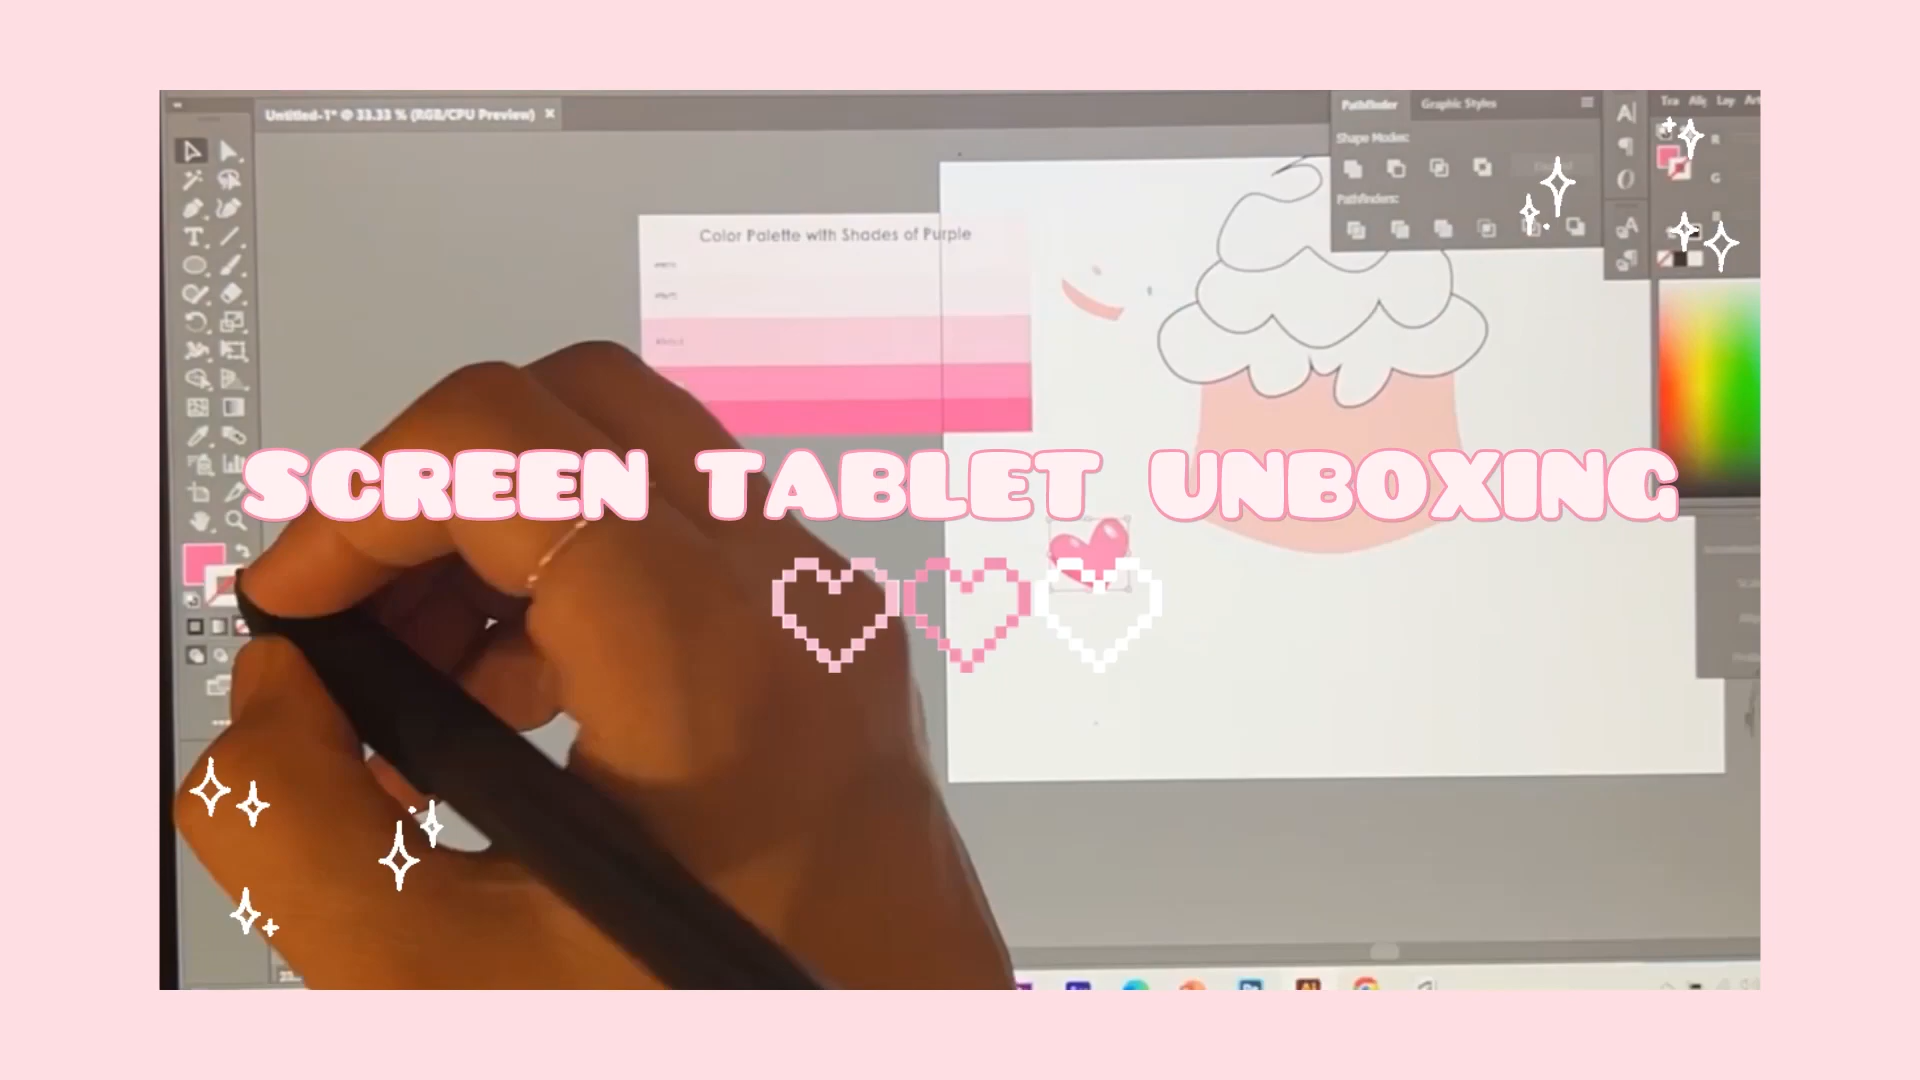 Untitled-1* @ 33.33 % (RGB/CPU Preview) ×
Pathfinder
Graphic Styles
Shape Modes:
Pathfinders:
Color Palette with Shades of Purple
R
G
B
SCREEN TABLET UNBOXING